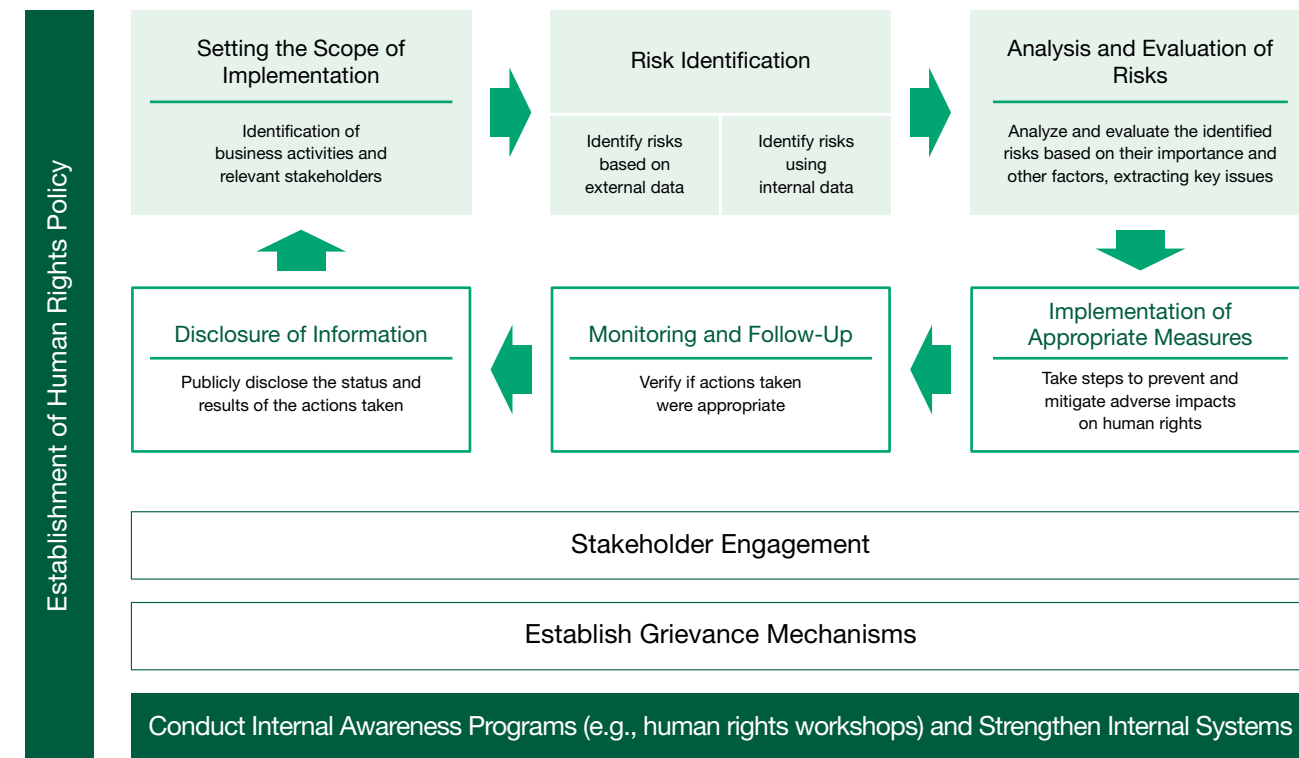 Establishment of Human Rights Policy
Setting the Scope of
Implementation
Identification of
business activities and
relevant stakeholders
Risk Identification
Identify risks
based on
external data
Identify risks
using
internal data
Analysis and Evaluation of
Risks
Analyze and evaluate the identified
risks based on their importance and
other factors, extracting key issues
Implementation of
Appropriate Measures
Take steps to prevent and
mitigate adverse impacts
on human rights
Monitoring and Follow-Up
Verify if actions taken
were appropriate
Disclosure of Information
Publicly disclose the status and
results of the actions taken
Stakeholder Engagement
Establish Grievance Mechanisms
Conduct Internal Awareness Programs (e.g., human rights workshops) and Strengthen Internal Systems